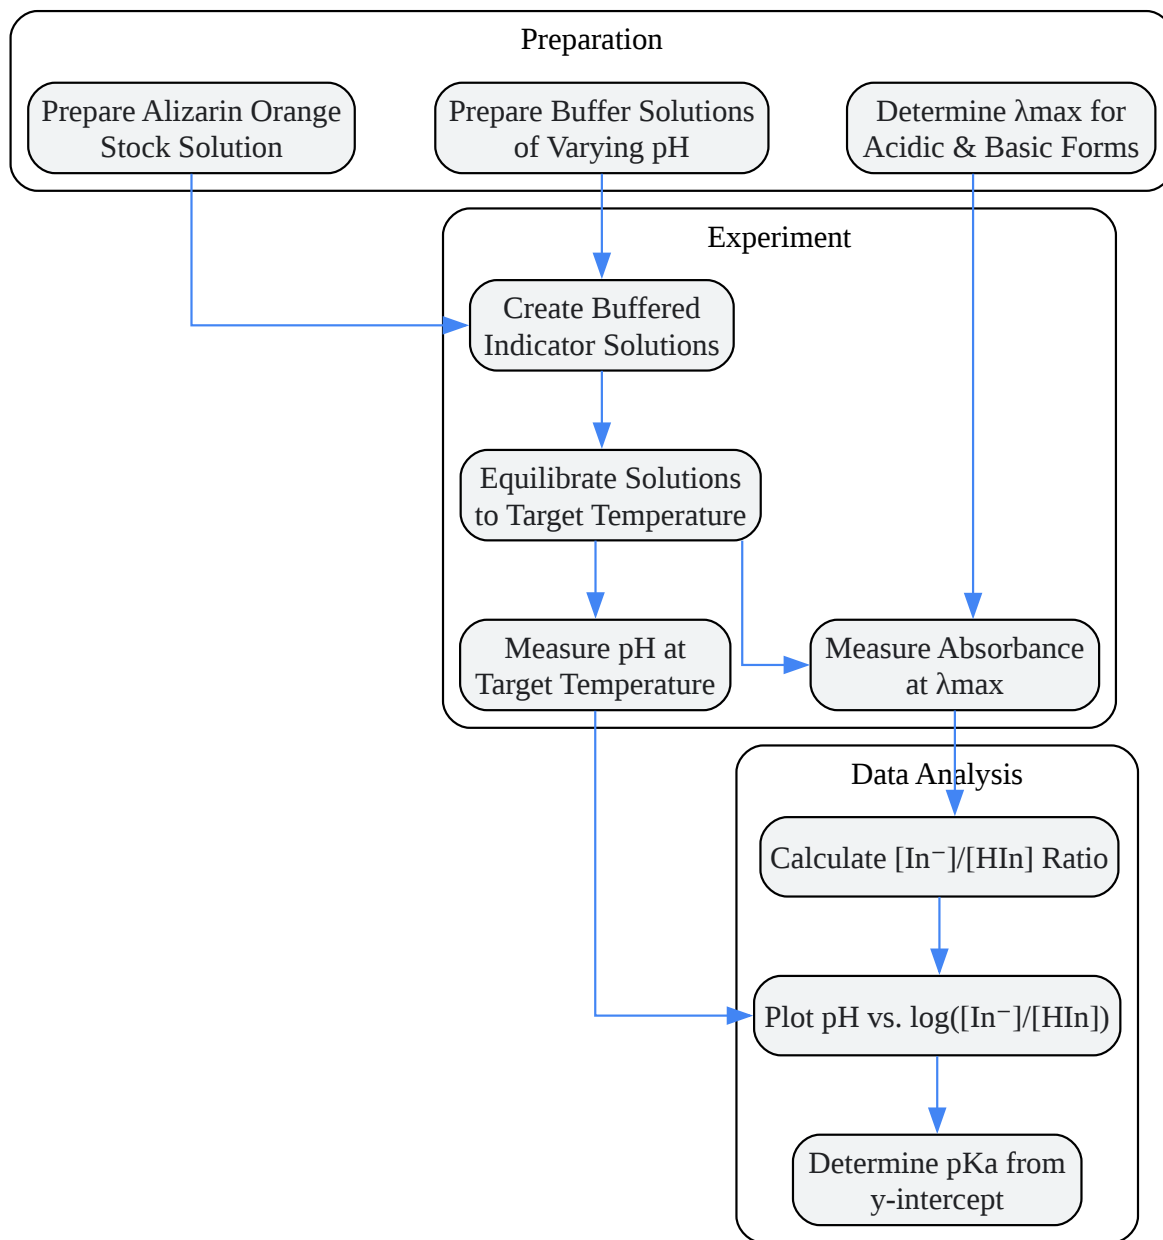 Preparation
Prepare Alizarin Orange
Stock Solution
Prepare Buffer Solutions
of Varying pH
Determine λmax for
Acidic & Basic Forms
Experiment
Create Buffered
Indicator Solutions
Equilibrate Solutions
to Target Temperature
Measure pH at
Target Temperature
Measure Absorbance
at λmax
Data Analysis
Calculate [In⁻]/[HIn] Ratio
Plot pH vs. log([In⁻]/[HIn])
Determine pKa from
y-intercept